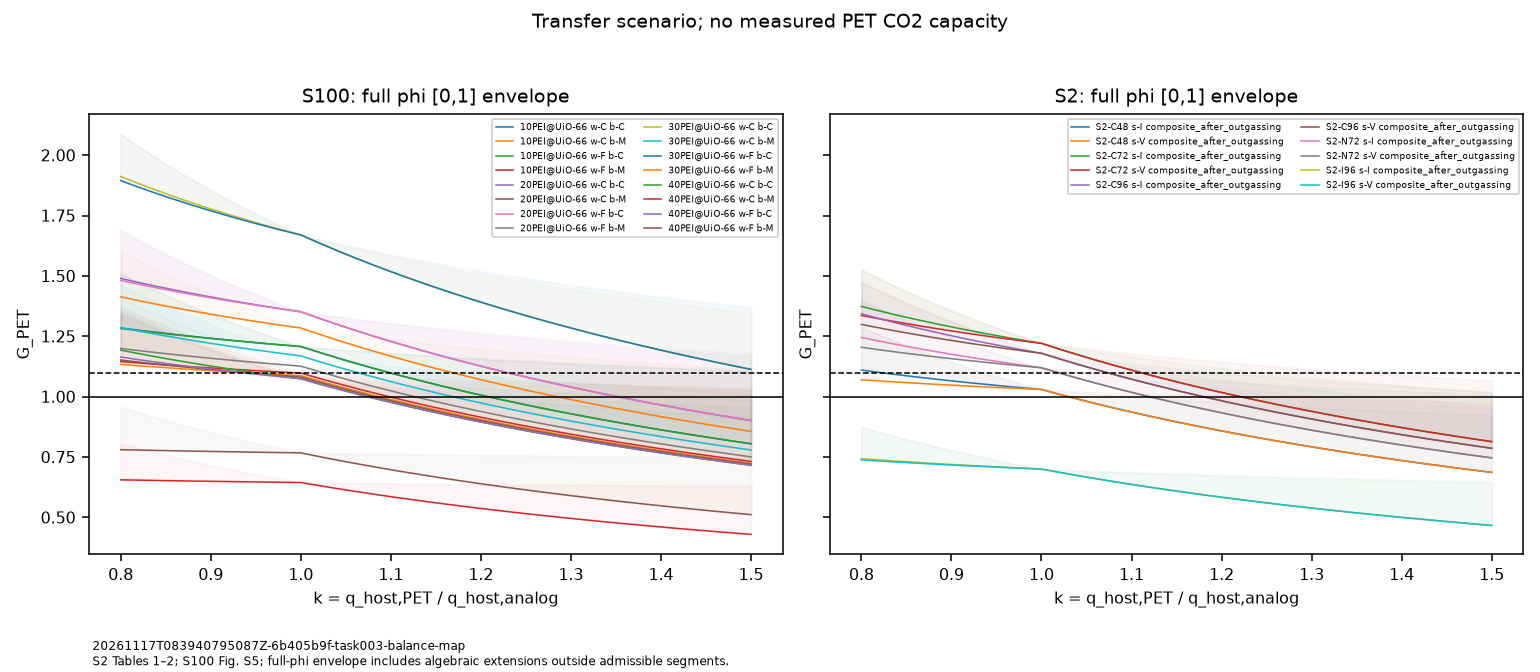 Transfer scenario; no measured PET CO2 capacity
S100: full phi [0,1] envelope
10PEI@UiO-66 w-C b-C
10PEI@UiO-66 w-C b-M
10PEI@UiO-66 w-F b-C
10PEI@UiO-66 w-F b-M
20PEI@UiO-66 w-C b-C
20PEI@UiO-66 w-C b-M
20PEI@UiO-66 w-F b-C
20PEI@UiO-66 w-F b-M
30PEI@UiO-66 w-C b-C
30PEI@UiO-66 w-C b-M
30PEI@UiO-66 w-F b-C
30PEI@UiO-66 w-F b-M
40PEI@UiO-66 w-C b-C
40PEI@UiO-66 w-C b-M
40PEI@UiO-66 w-F b-C
40PEI@UiO-66 w-F b-M
G_PET
2.00
1.75
1.50
1.25
1.00
0.75
0.50
0.8 0.9 1.0 1.1 1.2 1.3 1.4 1.5
k = q_host,PET / q_host,analog
S2: full phi [0,1] envelope
S2-C48 s-I composite_after_outgassing
S2-C48 s-V composite_after_outgassing
S2-C72 s-I composite_after_outgassing
S2-C72 s-V composite_after_outgassing
S2-C96 s-I composite_after_outgassing
S2-C96 s-V composite_after_outgassing
S2-N72 s-I composite_after_outgassing
S2-N72 s-V composite_after_outgassing
S2-I96 s-I composite_after_outgassing
S2-I96 s-V composite_after_outgassing
G_PET
0.8 0.9 1.0 1.1 1.2 1.3 1.4 1.5
k = q_host,PET / q_host,analog
20261117T083940795087Z-6b405b9f-task003-balance-map
S2 Tables 1–2; S100 Fig. S5; full-phi envelope includes algebraic extensions outside admissible segments.